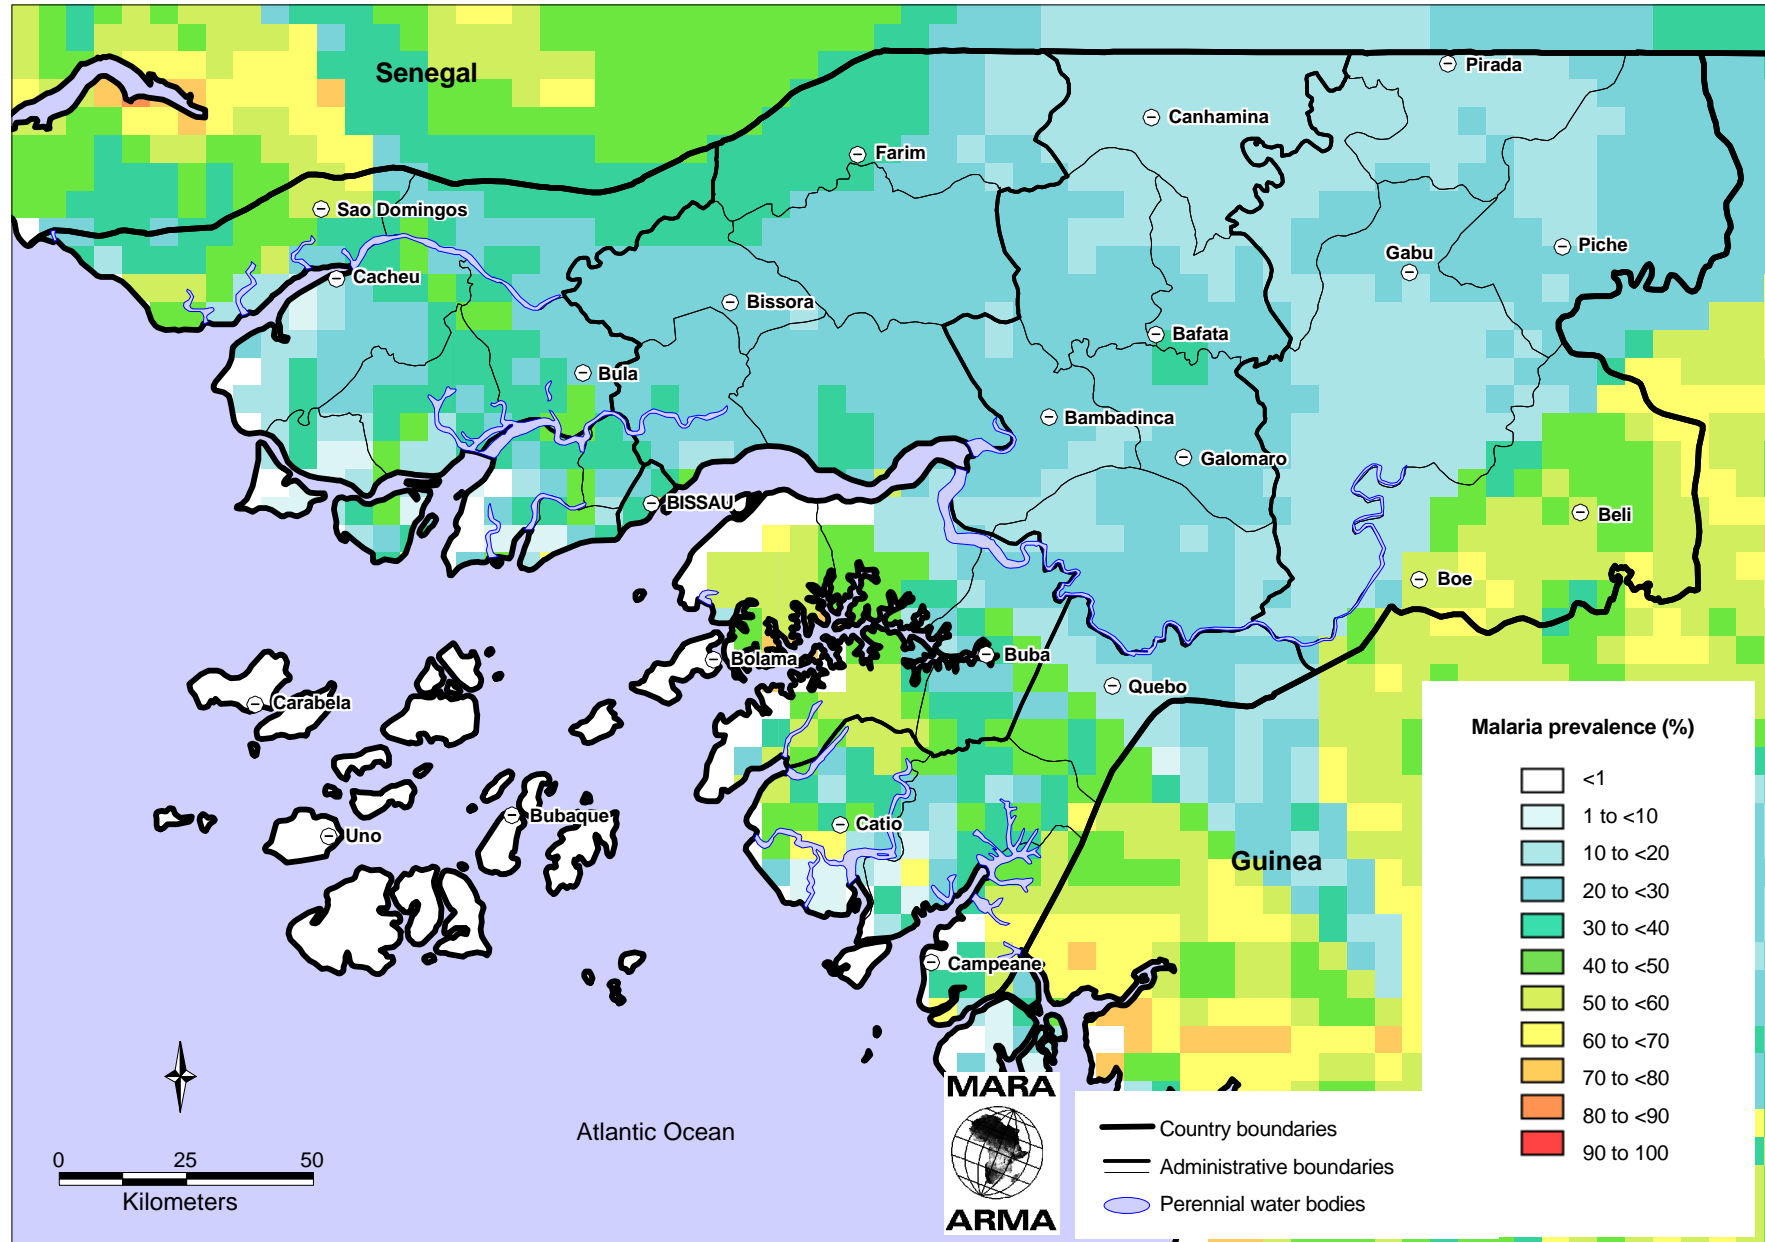 Senegal
Pirada
Canhamina
Farim
Sao Domingos
Piche
Gabu
Cacheu
Bissora
Bafata
Bula
Bambadinca
Galomaro
BISSAU
Beli
Boe
Bolama
Buba
Quebo
Carabela
Bubaque
Catio
Uno
Guinea
Campeane
Atlantic Ocean
0 25 50
Kilometers
MARA
ARMA
Country boundaries
Administrative boundaries
Perennial water bodies
Malaria prevalence (%)
<1
1 to <10
10 to <20
20 to <30
30 to <40
40 to <50
50 to <60
60 to <70
70 to <80
80 to <90
90 to 100